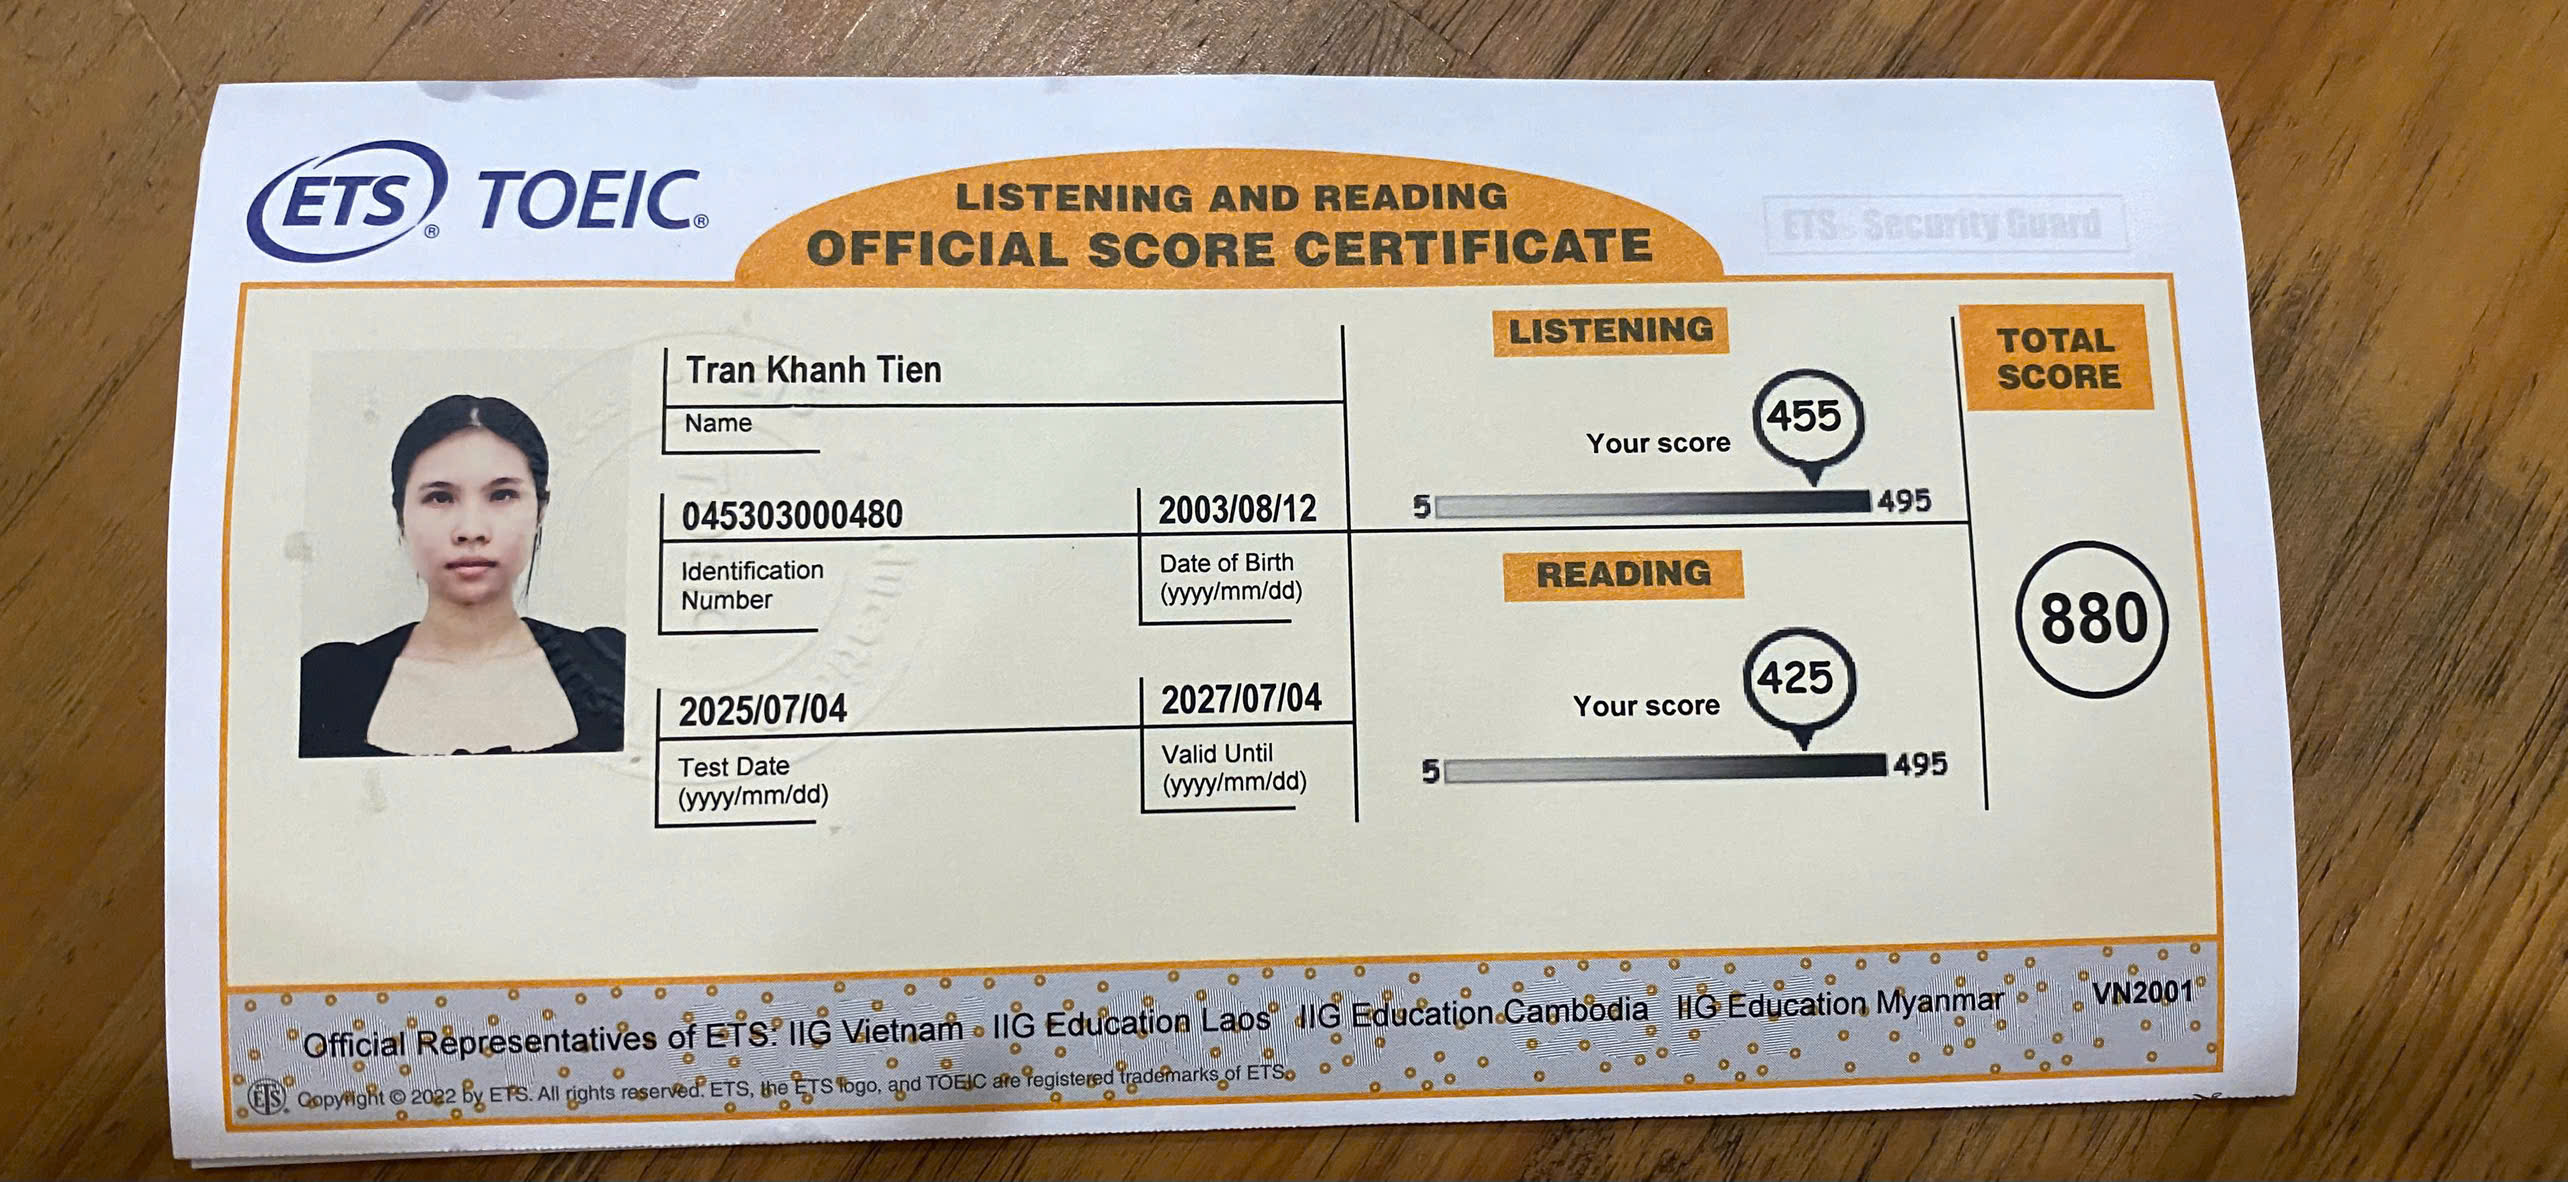 ETS® TOEIC®
LISTENING AND READING
OFFICIAL SCORE CERTIFICATE
ETS Security Guard
Tran Khanh Tien
Name
045303000480
Identification
Number
2003/08/12
Date of Birth
(yyyy/mm/dd)
2025/07/04
Test Date
(yyyy/mm/dd)
2027/07/04
Valid Until
(yyyy/mm/dd)
LISTENING
Your score 455
5 495
READING
Your score 425
5 495
TOTAL
SCORE
880
Official Representatives of ETS: IIG Vietnam IIG Education Laos IIG Education Cambodia IIG Education Myanmar VN2001
ETS® Copyright © 2022 by ETS. All rights reserved. ETS, the ETS logo, and TOEIC are registered trademarks of ETS.